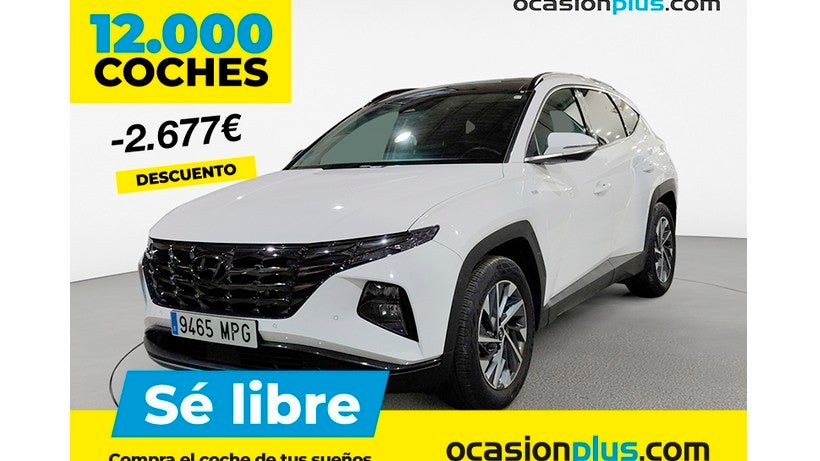 12.000
COCHES
ocasionplus.com
-2.677€
DESCUENTO
9465 MPG
Sé libre
Compra el coche de tus sueños
ocasionplus.com